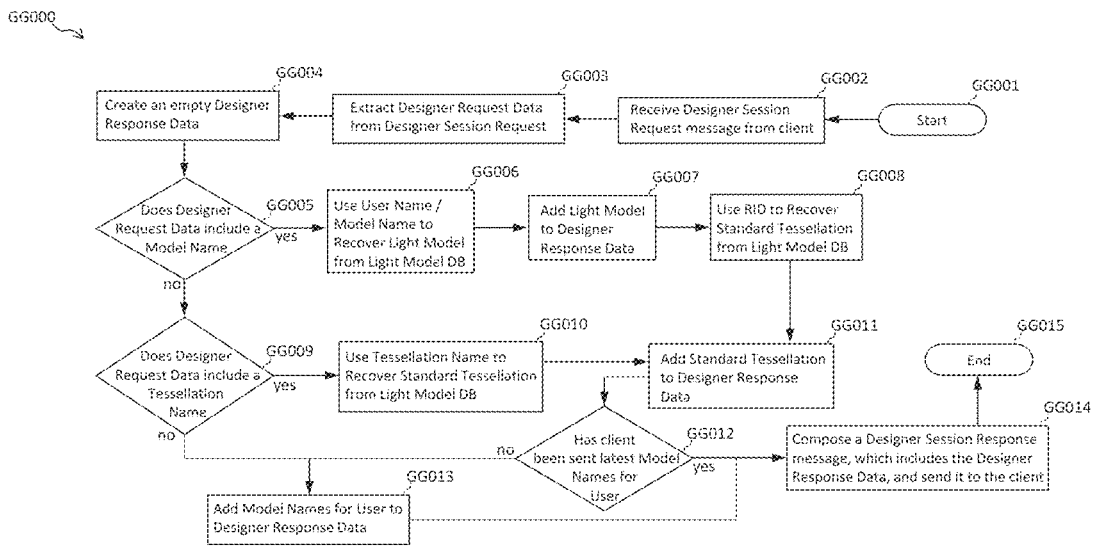 GG000
GG004
Create an empty Designer
Response Data
GG003
Extract Designer Request Data
from Designer Session Request
GG002
Receive Designer Session
Request message from client
GG001
Start
Does Designer
Request Data include a
Model Name
GG005
yes
no
GG006
Use User Name /
Model Name to
Recover Light Model
from Light Model DB
GG007
Add Light Model
to Designer
Response Data
GG008
Use RID to Recover
Standard Tessellation
from Light Model DB
Does Designer
Request Data include a
Tessellation
Name
GG009
yes
no
GG010
Use Tessellation Name to
Recover Standard Tessellation
from Light Model DB
GG011
Add Standard Tessellation
to Designer Response
Data
GG015
End
Has client
been sent latest Model
Names for
User
GG012
no
yes
GG014
Compose a Designer Session Response
message, which includes the Designer
Response Data, and send it to the client
GG013
Add Model Names for User to
Designer Response Data